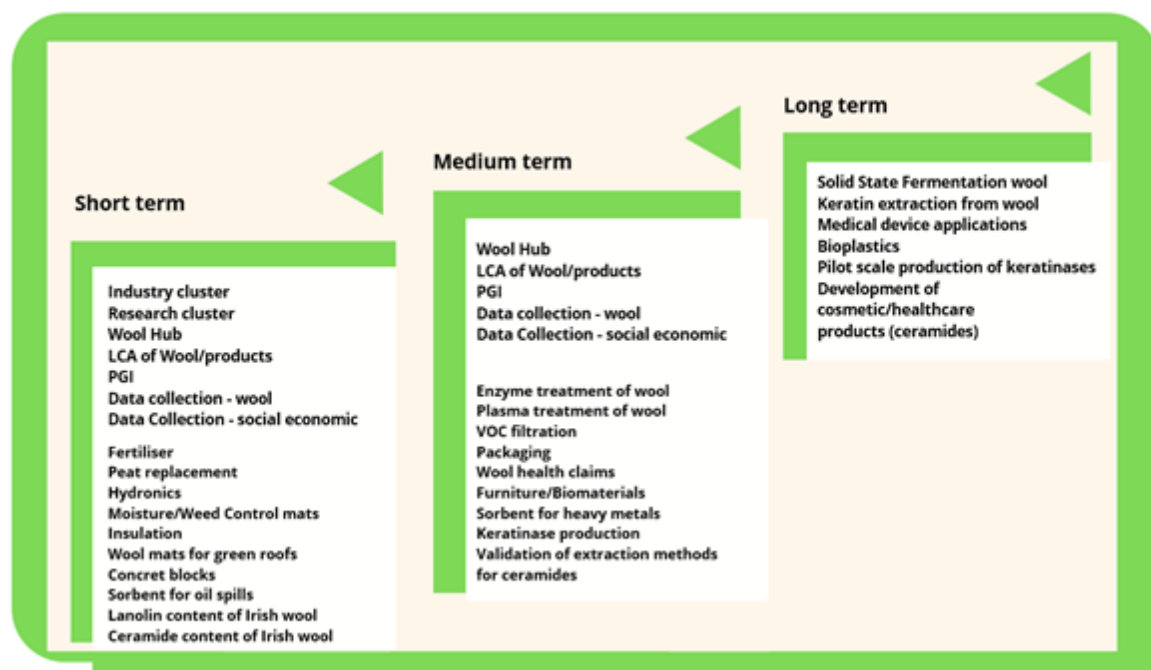 Short term
Industry cluster
Research cluster
Wool Hub
LCA of Wool/products
PGI
Data collection - wool
Data Collection - social economic
Fertiliser
Peat replacement
Hydronics
Moisture/Weed Control mats
Insulation
Wool mats for green roofs
Concret blocks
Sorbent for oil spills
Lanolin content of Irish wool
Ceramide content of Irish wool
Medium term
Wool Hub
LCA of Wool/products
PGI
Data collection - wool
Data Collection - social economic
Enzyme treatment of wool
Plasma treatment of wool
VOC filtration
Packaging
Wool health claims
Furniture/Biomaterials
Sorbent for heavy metals
Keratinase production
Validation of extraction methods
for ceramides
Long term
Solid State Fermentation wool
Keratin extraction from wool
Medical device applications
Bioplastics
Pilot scale production of keratinases
Development of
cosmetic/healthcare
products (ceramides)